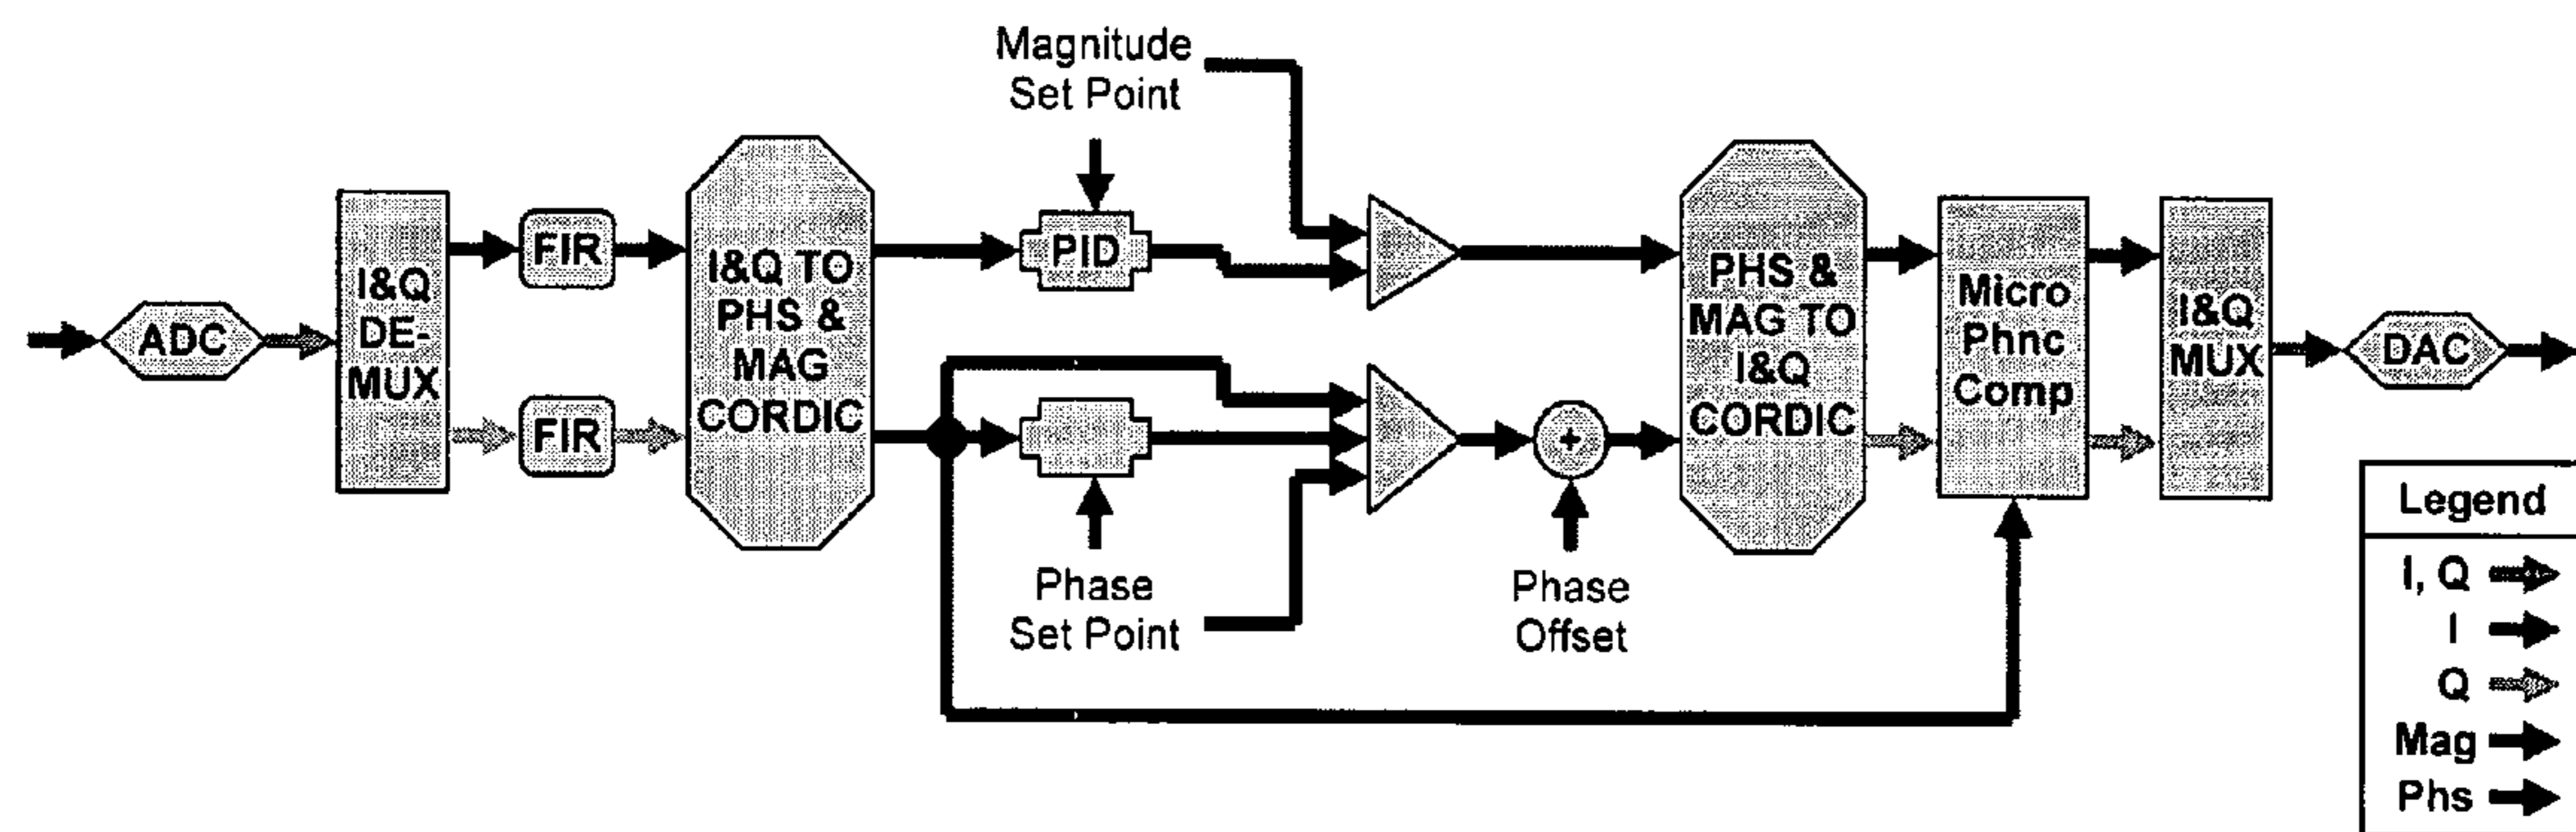 Magnitude
Set Point
ADC
I&Q
DE-
MUX
FIR
FIR
I&Q TO
PHS &
MAG
CORDIC
PID
Phase
Set Point
+
Phase
Offset
PHS &
MAG TO
I&Q
CORDIC
Micro
Phnc
Comp
I&Q
MUX
DAC
Legend
I, Q
I
Q
Mag
Phs